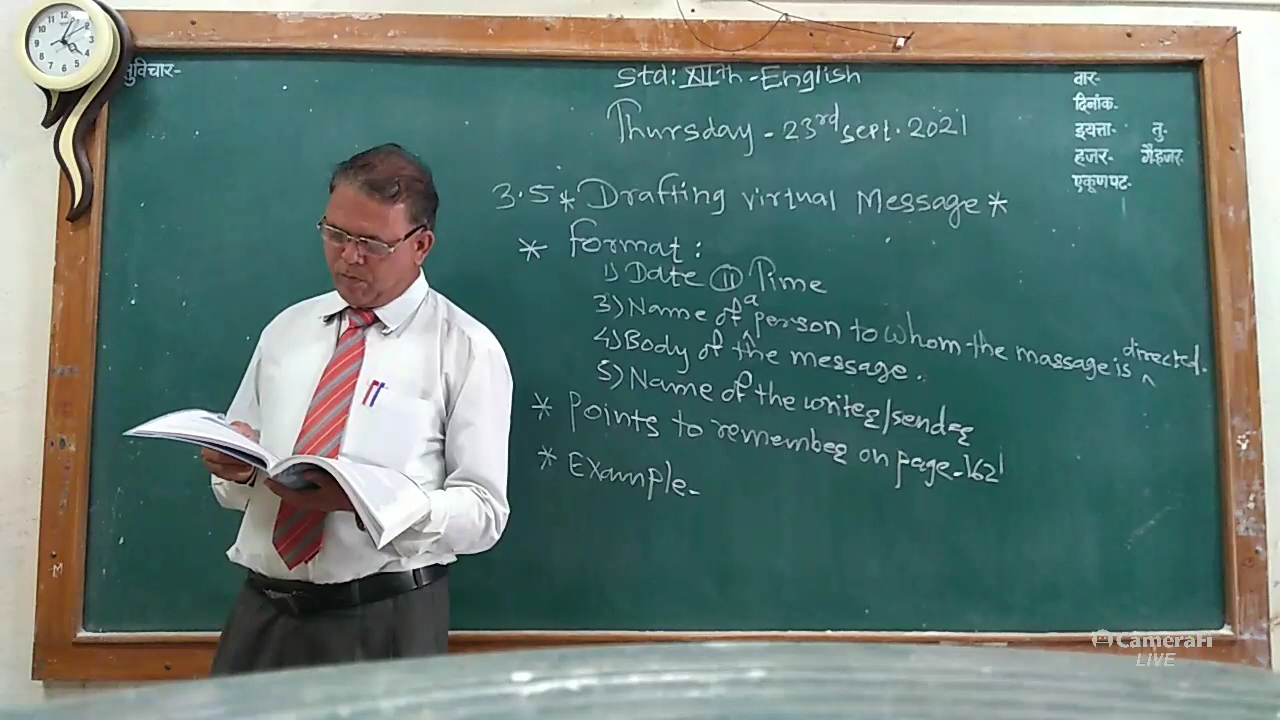 सुविचार-
Std: XIIth - English
Thursday - 23rd sept. 2021
वार-
दिनांक-
इयत्ता- तु-
हजर- गैरहजर-
एकूणपट-
3.5 * Drafting virtual Message *
* Format:
1) Date (11) Time
3) Name of a person to whom the massage is directed.
4) Body of the message.
5) Name of the writer/sender
* Points to remember on page - 162
* Example -
CameraFi
LIVE